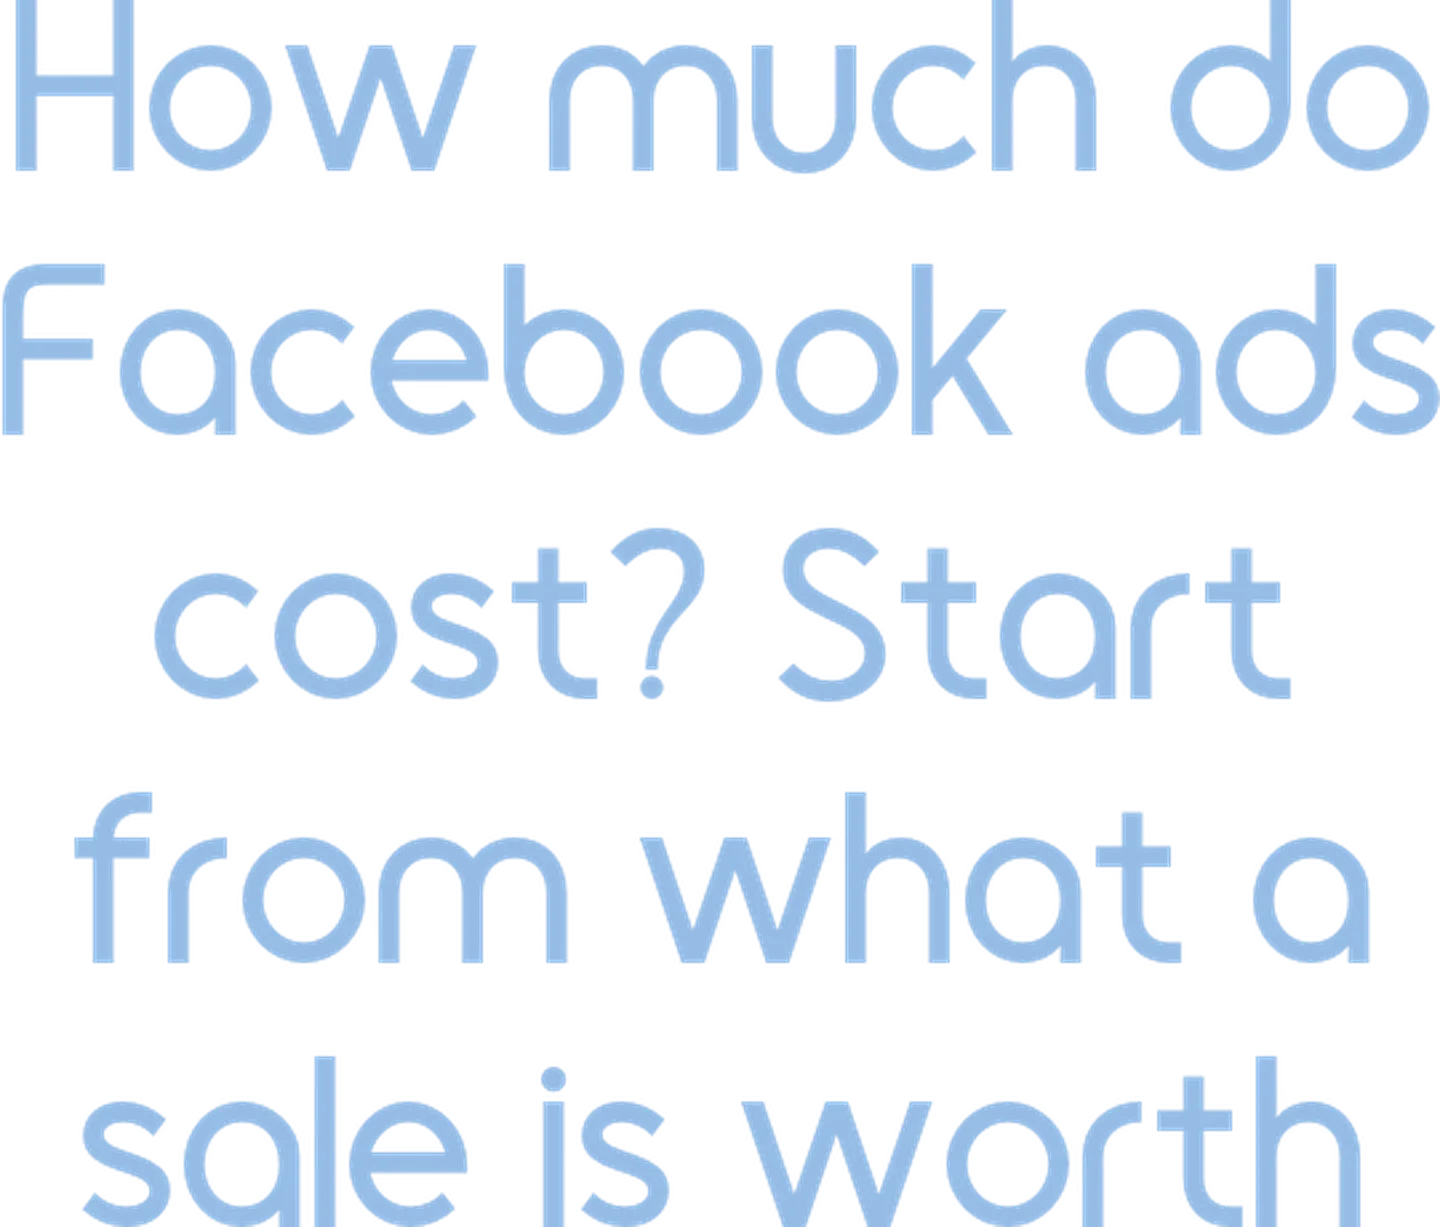 How much do
Facebook ads
cost? Start
from what a
sale is worth